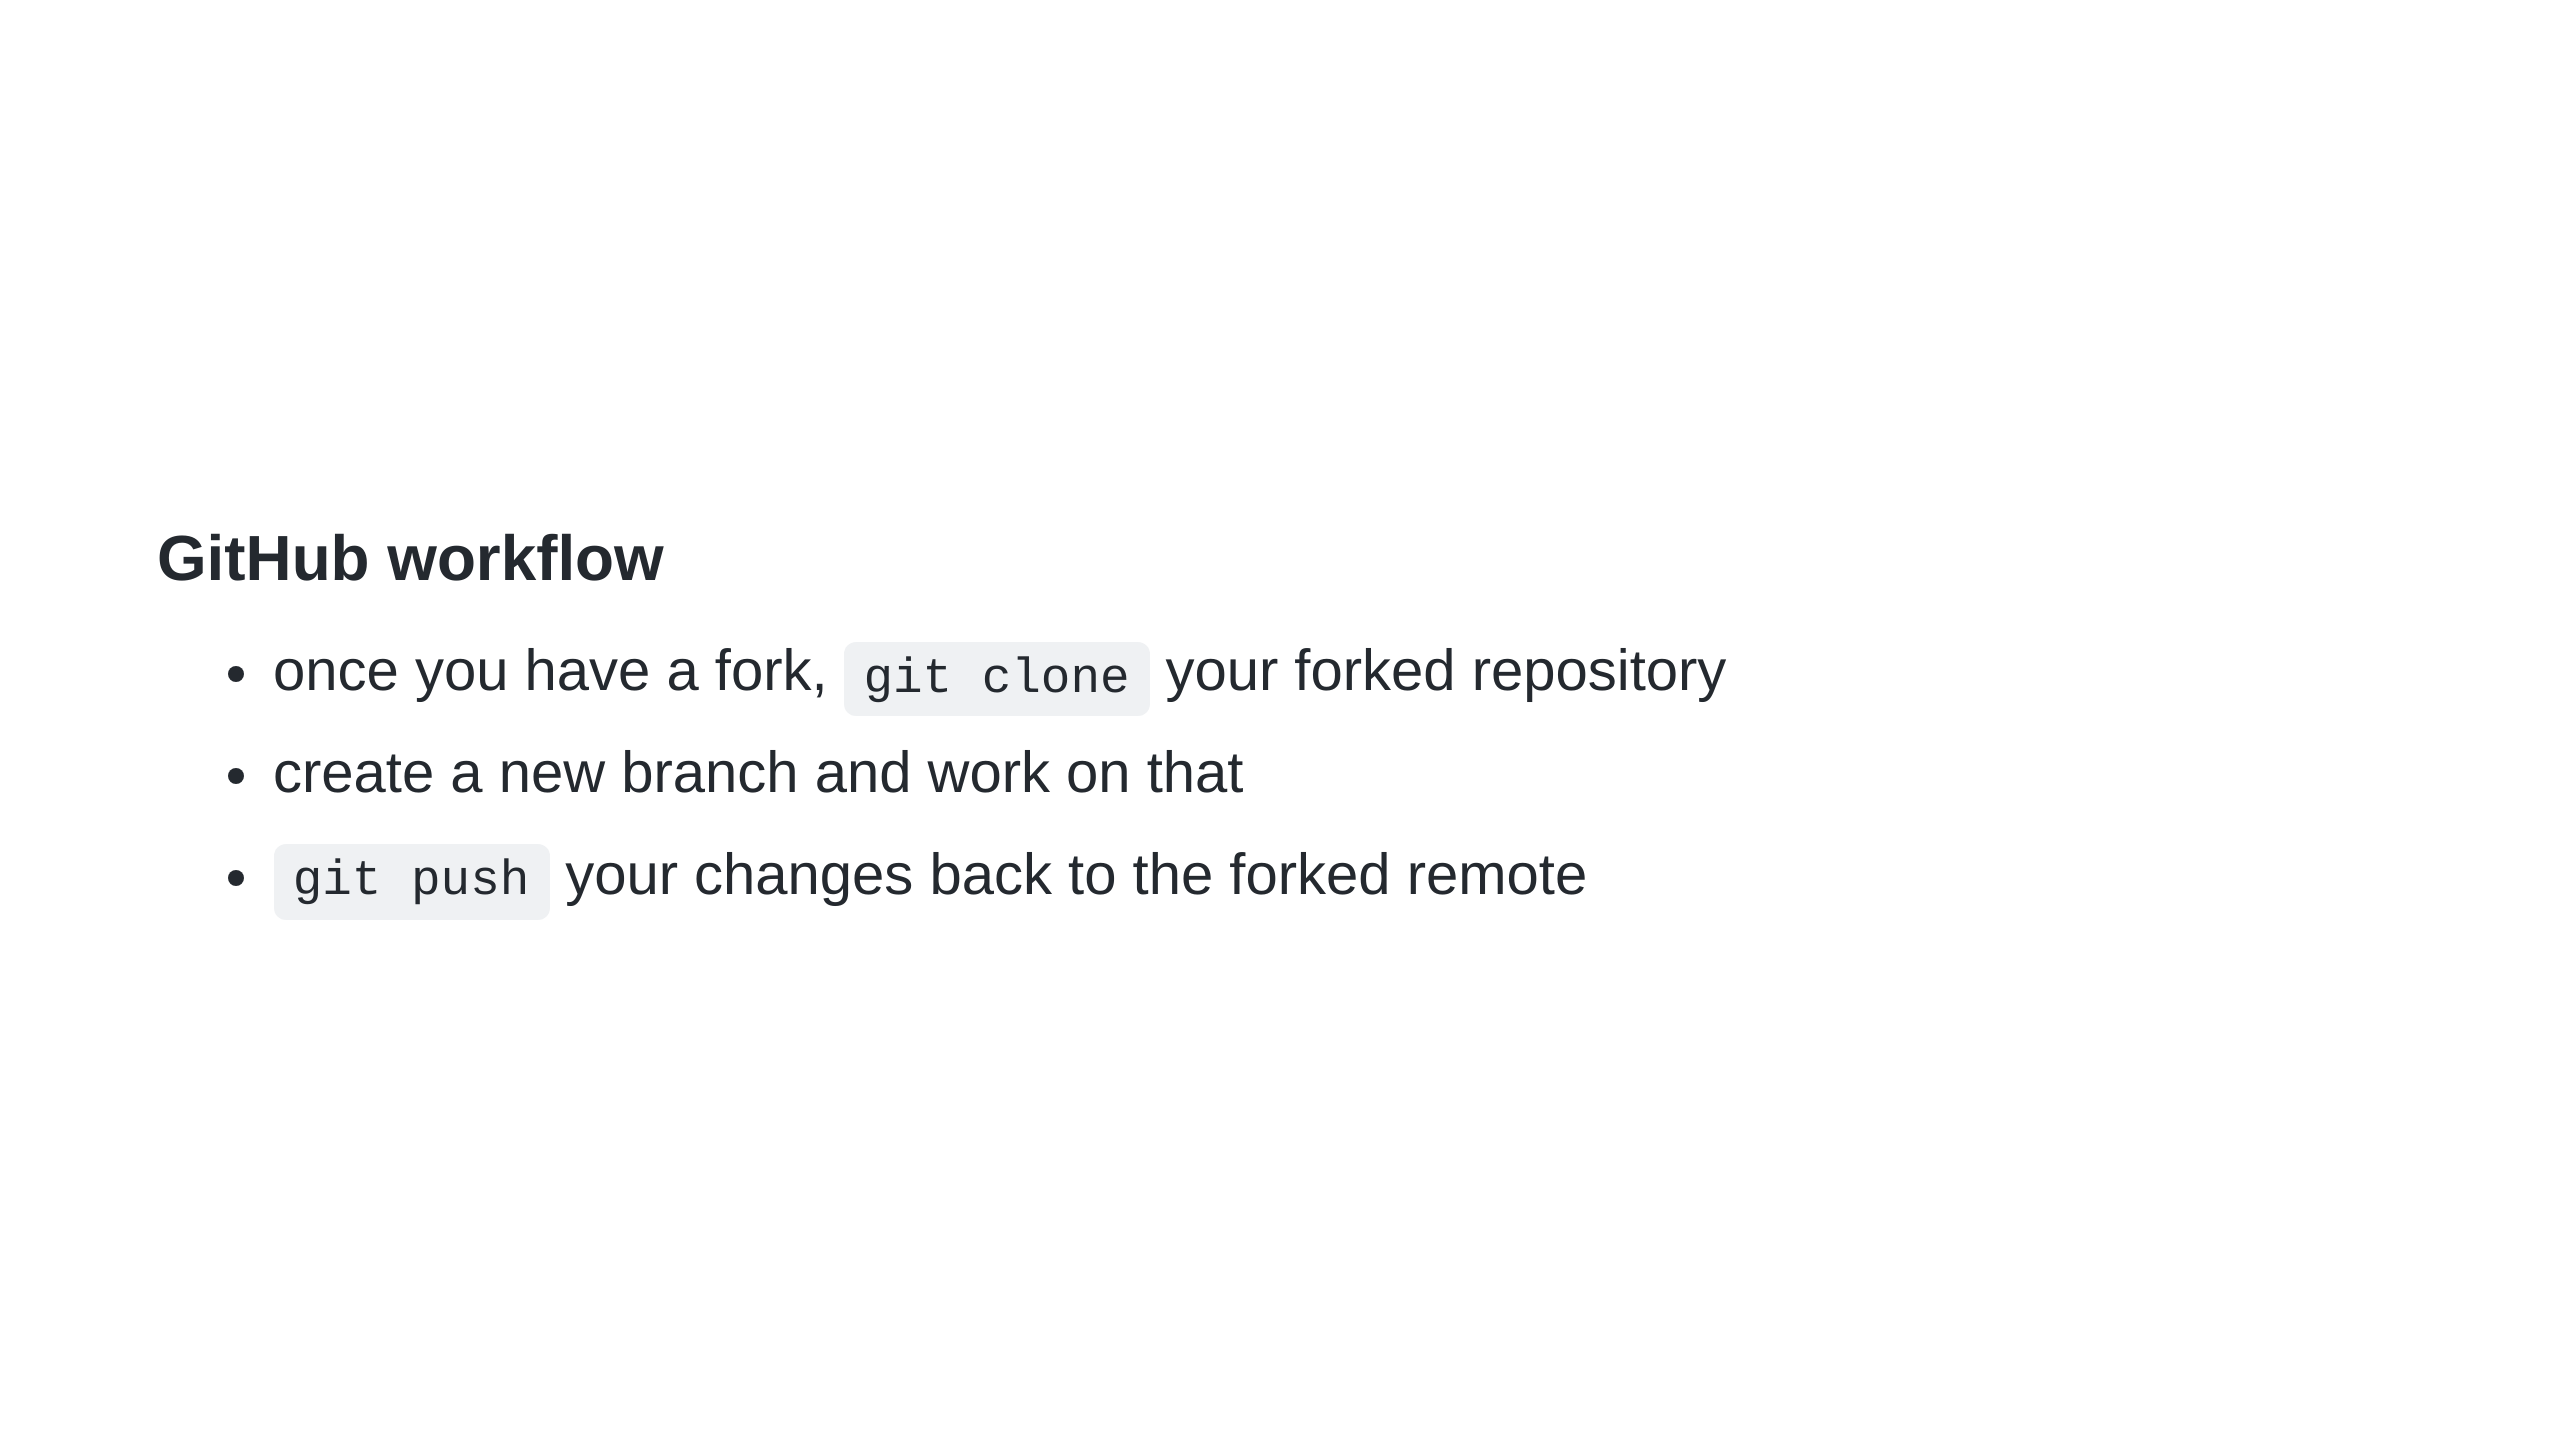 GitHub workflow
• once you have a fork, git clone your forked repository
• create a new branch and work on that
• git push your changes back to the forked remote